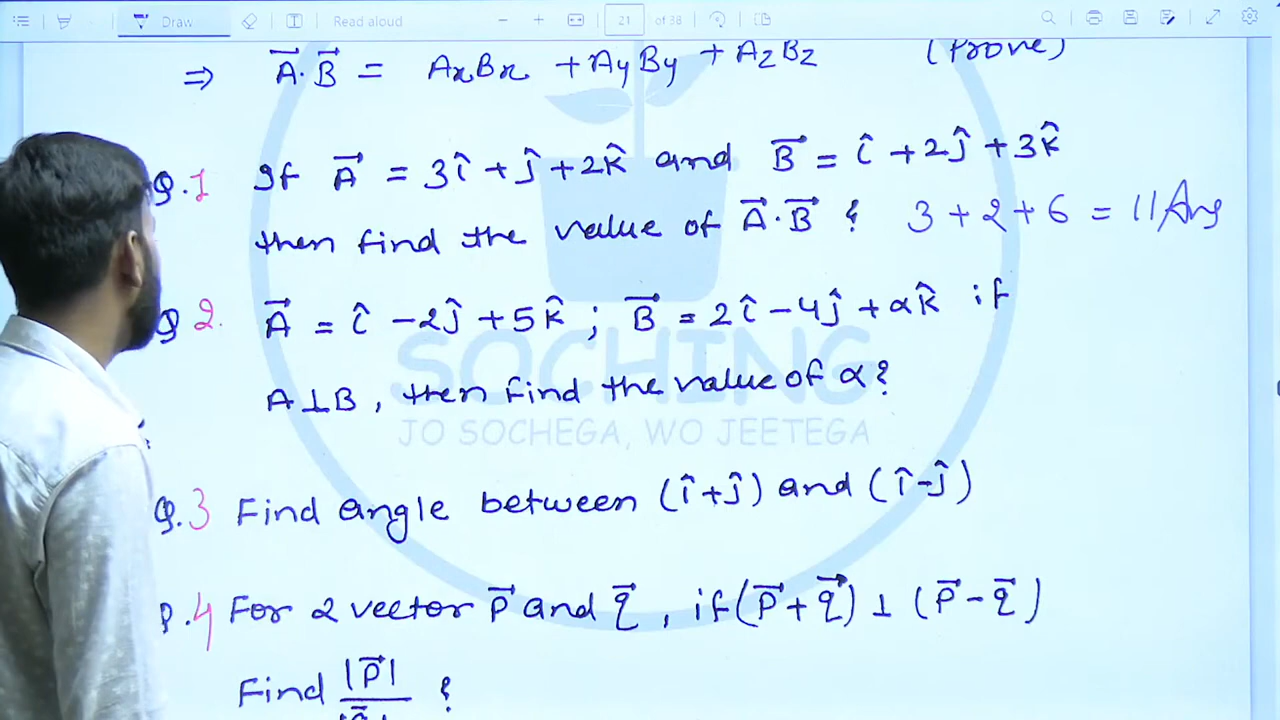 Draw
Read aloud
21 of 38
⇒ A⃗·B⃗ = AxBx + AyBy + AzBz (Prove)
Q.1 If A⃗ = 3î + ĵ + 2k̂ and B⃗ = î + 2ĵ + 3k̂
then find the value of A⃗·B⃗ ? 3 + 2 + 6 = 11 Ans
Q 2. A⃗ = î - 2ĵ + 5k̂ ; B⃗ = 2î - 4ĵ + αk̂ if
A⊥B, then find the value of α?
SOCHING
JO SOCHEGA, WO JEETEGA
Q.3 Find angle between (î+ĵ) and (î-ĵ)
P.4 For 2 vector P⃗ and q⃗, if (P⃗+q⃗) ⊥ (P⃗-q⃗)
Find |P⃗| ?